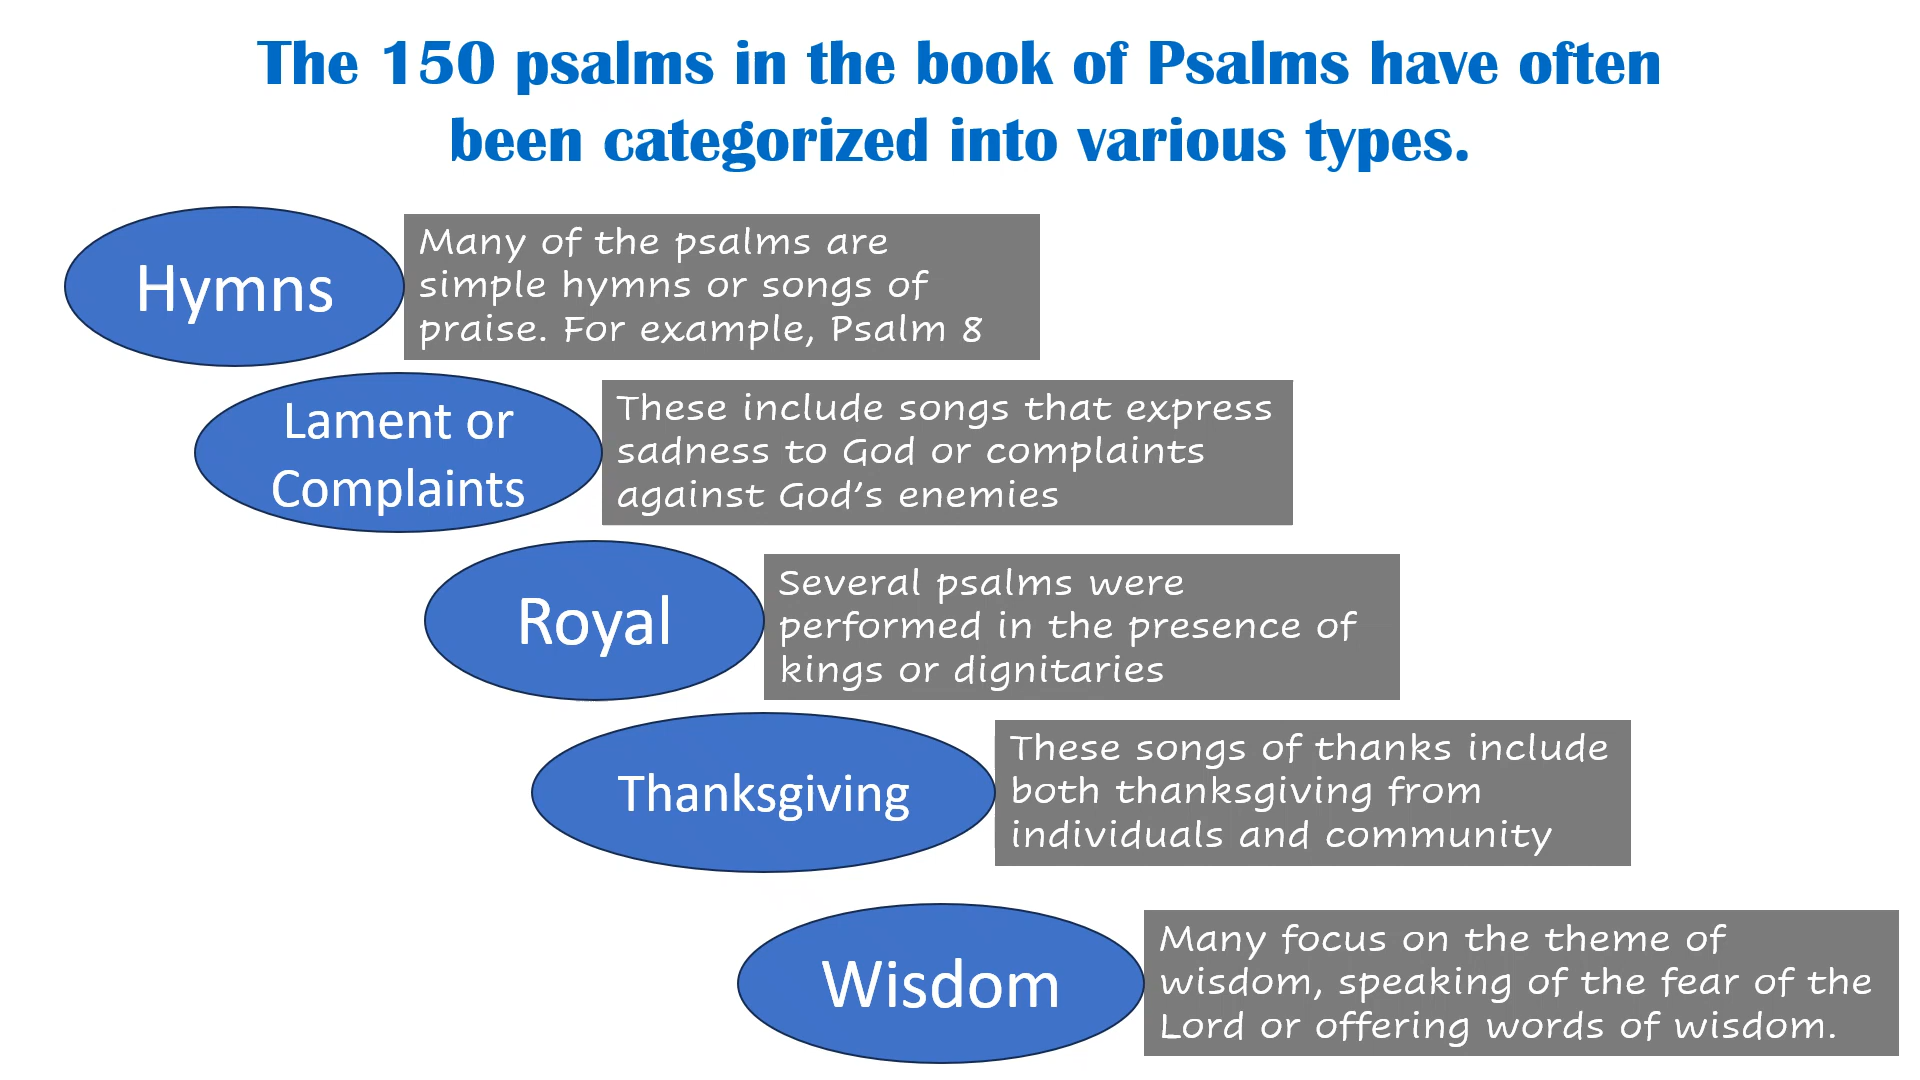 The 150 psalms in the book of Psalms have often
been categorized into various types.
Hymns
Many of the psalms are
simple hymns or songs of
praise. For example, Psalm 8
Lament or
Complaints
These include songs that express
sadness to God or complaints
against God’s enemies
Royal
Several psalms were
performed in the presence of
kings or dignitaries
Thanksgiving
These songs of thanks include
both thanksgiving from
individuals and community
Wisdom
Many focus on the theme of
wisdom, speaking of the fear of the
Lord or offering words of wisdom.